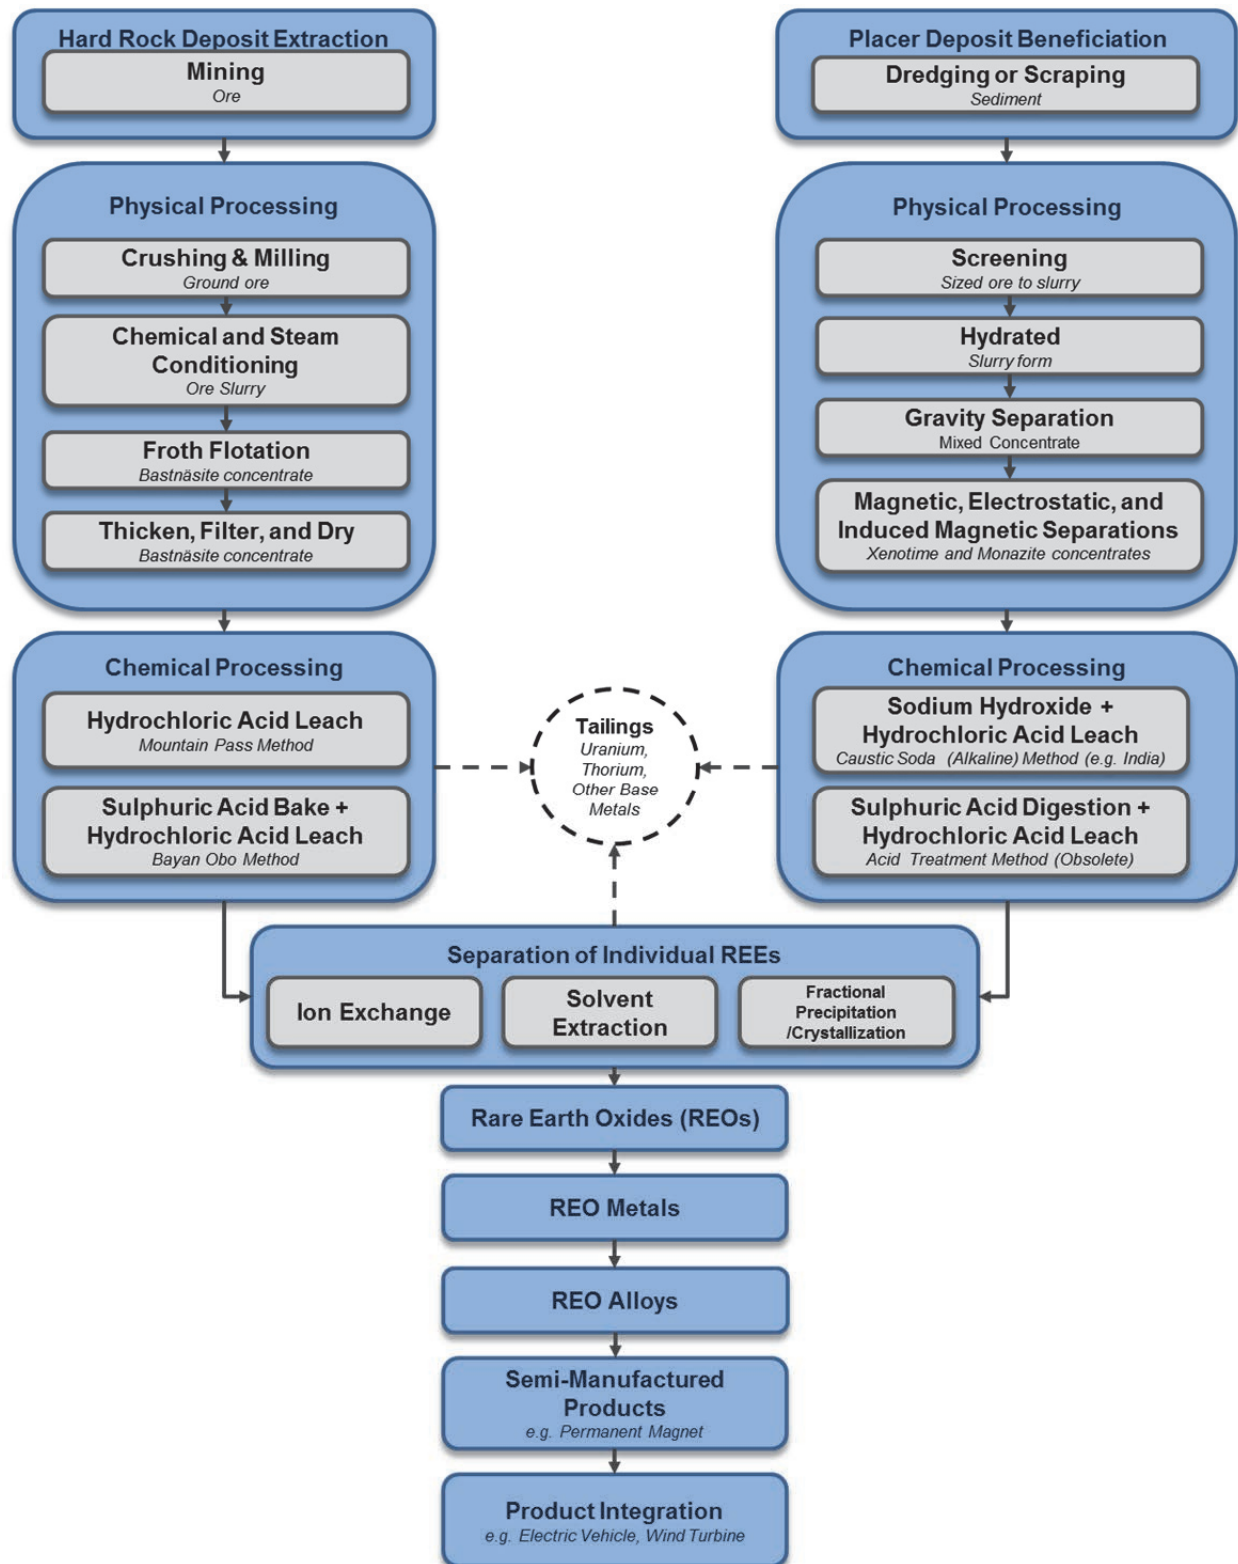 Hard Rock Deposit Extraction
Mining
Ore
Physical Processing
Crushing & Milling
Ground ore
Chemical and Steam
Conditioning
Ore Slurry
Froth Flotation
Bastnäsite concentrate
Thicken, Filter, and Dry
Bastnäsite concentrate
Chemical Processing
Hydrochloric Acid Leach
Mountain Pass Method
Sulphuric Acid Bake +
Hydrochloric Acid Leach
Bayan Obo Method
Placer Deposit Beneficiation
Dredging or Scraping
Sediment
Physical Processing
Screening
Sized ore to slurry
Hydrated
Slurry form
Gravity Separation
Mixed Concentrate
Magnetic, Electrostatic, and
Induced Magnetic Separations
Xenotime and Monazite concentrates
Chemical Processing
Sodium Hydroxide +
Hydrochloric Acid Leach
Caustic Soda (Alkaline) Method (e.g. India)
Sulphuric Acid Digestion +
Hydrochloric Acid Leach
Acid Treatment Method (Obsolete)
Tailings
Uranium,
Thorium,
Other Base
Metals
Separation of Individual REEs
Ion Exchange
Solvent
Extraction
Fractional
Precipitation
/Crystallization
Rare Earth Oxides (REOs)
REO Metals
REO Alloys
Semi-Manufactured
Products
e.g. Permanent Magnet
Product Integration
e.g. Electric Vehicle, Wind Turbine